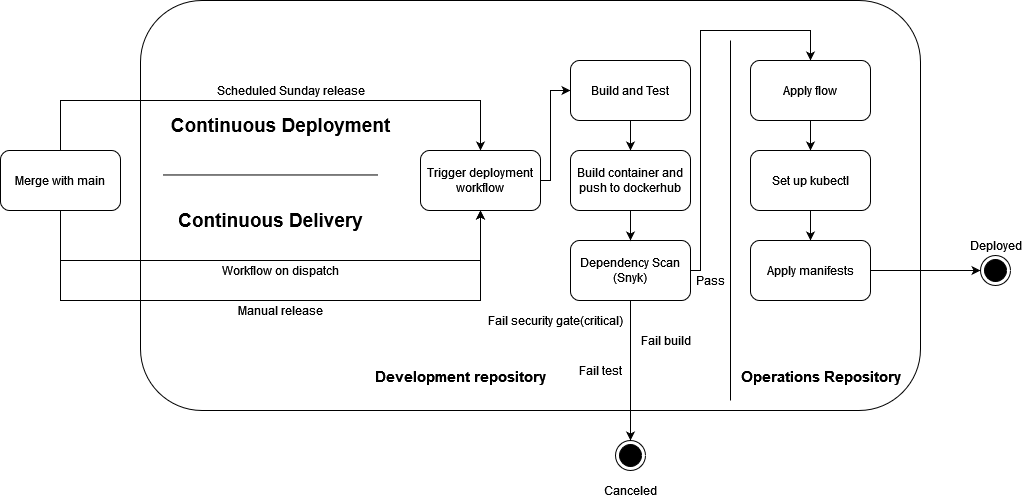 Scheduled Sunday release
Continuous Deployment
Merge with main
Continuous Delivery
Workflow on dispatch
Manual release
Trigger deployment
workflow
Build and Test
Build container and
push to dockerhub
Dependency Scan
(Snyk)
Pass
Fail security gate(critical)
Fail build
Fail test
Development repository
Apply flow
Set up kubectl
Apply manifests
Operations Repository
Deployed
Canceled